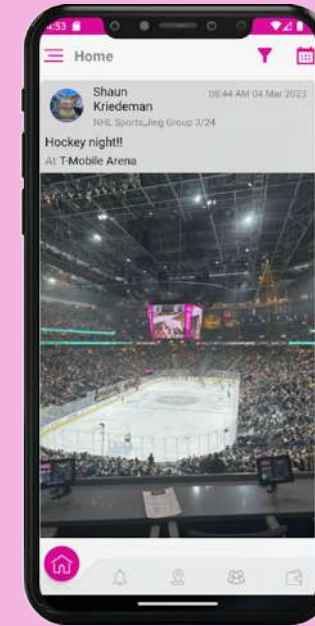 4:53
Home
Shaun
Kriedeman
08:44 AM 04 Mar 2023
NHL Sports,Jing Group 3/24
Hockey night!!
At T-Mobile Arena